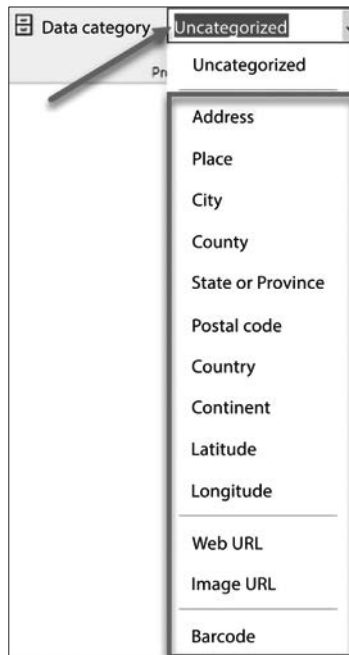 Data category Uncategorized
Pr
Uncategorized
Address
Place
City
County
State or Province
Postal code
Country
Continent
Latitude
Longitude
Web URL
Image URL
Barcode